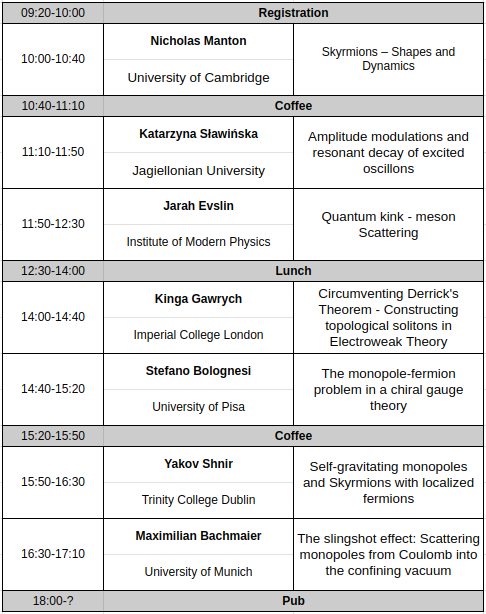 09:20-10:00 Registration
10:00-10:40
Nicholas Manton
University of Cambridge
Skyrmions – Shapes and
Dynamics
10:40-11:10 Coffee
11:10-11:50
Katarzyna Sławińska
Jagiellonian University
Amplitude modulations and
resonant decay of excited
oscillons
11:50-12:30
Jarah Evslin
Institute of Modern Physics
Quantum kink - meson
Scattering
12:30-14:00 Lunch
14:00-14:40
Kinga Gawrych
Imperial College London
Circumventing Derrick's
Theorem - Constructing
topological solitons in
Electroweak Theory
14:40-15:20
Stefano Bolognesi
University of Pisa
The monopole-fermion
problem in a chiral gauge
theory
15:20-15:50 Coffee
15:50-16:30
Yakov Shnir
Trinity College Dublin
Self-gravitating monopoles
and Skyrmions with localized
fermions
16:30-17:10
Maximilian Bachmaier
University of Munich
The slingshot effect: Scattering
monopoles from Coulomb into
the confining vacuum
18:00-? Pub